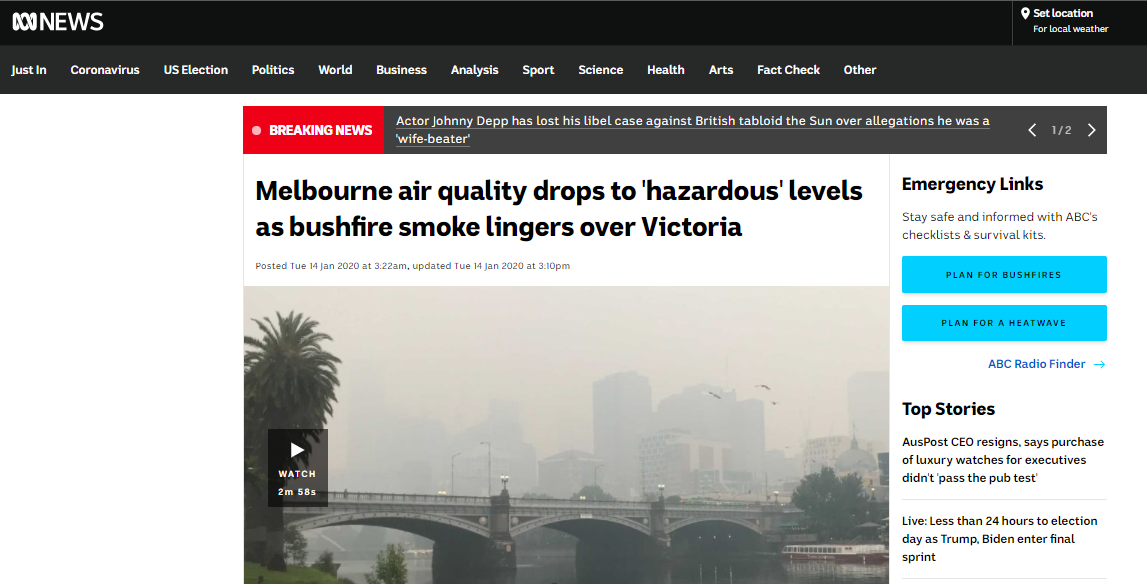 NEWS
Set location
For local weather
Just In Coronavirus US Election Politics World Business Analysis Sport Science Health Arts Fact Check Other
BREAKING NEWS
Actor Johnny Depp has lost his libel case against British tabloid the Sun over allegations he was a
'wife-beater'
1/2
Melbourne air quality drops to 'hazardous' levels
as bushfire smoke lingers over Victoria
Posted Tue 14 Jan 2020 at 3:22am, updated Tue 14 Jan 2020 at 3:10pm
WATCH
2m 58s
Emergency Links
Stay safe and informed with ABC's
checklists & survival kits.
PLAN FOR BUSHFIRES
PLAN FOR A HEATWAVE
ABC Radio Finder →
Top Stories
AusPost CEO resigns, says purchase
of luxury watches for executives
didn't 'pass the pub test'
Live: Less than 24 hours to election
day as Trump, Biden enter final
sprint